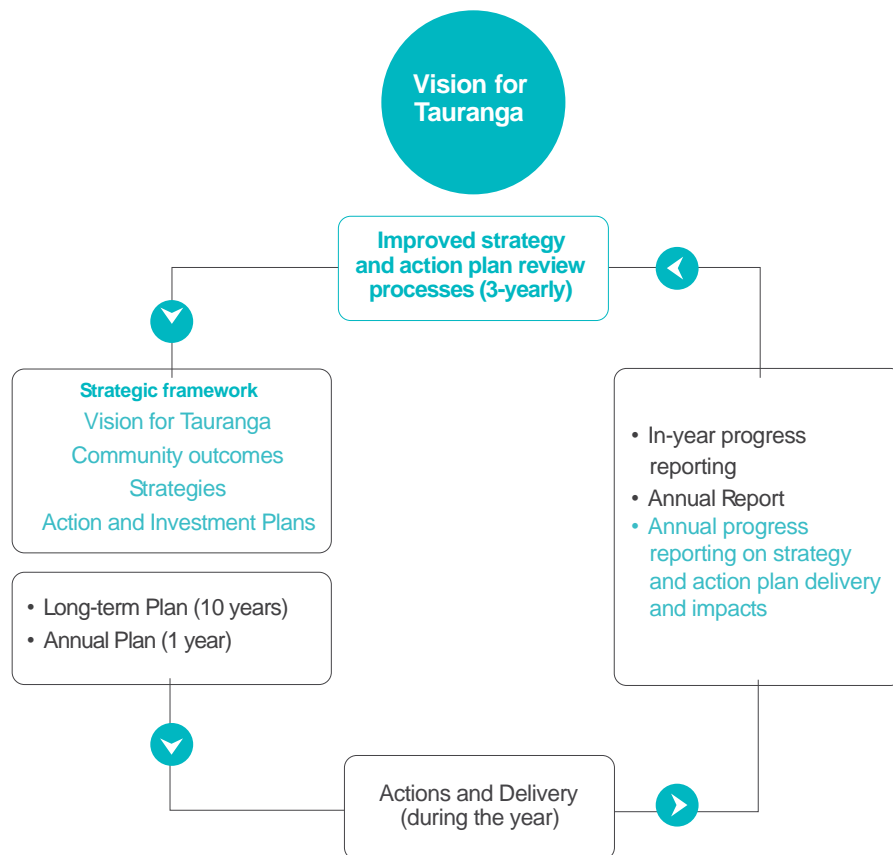 Vision for
Tauranga
Improved strategy
and action plan review
processes (3-yearly)
Strategic framework
Vision for Tauranga
Community outcomes
Strategies
Action and Investment Plans
• Long-term Plan (10 years)
• Annual Plan (1 year)
Actions and Delivery
(during the year)
• In-year progress
reporting
• Annual Report
• Annual progress
reporting on strategy
and action plan delivery
and impacts